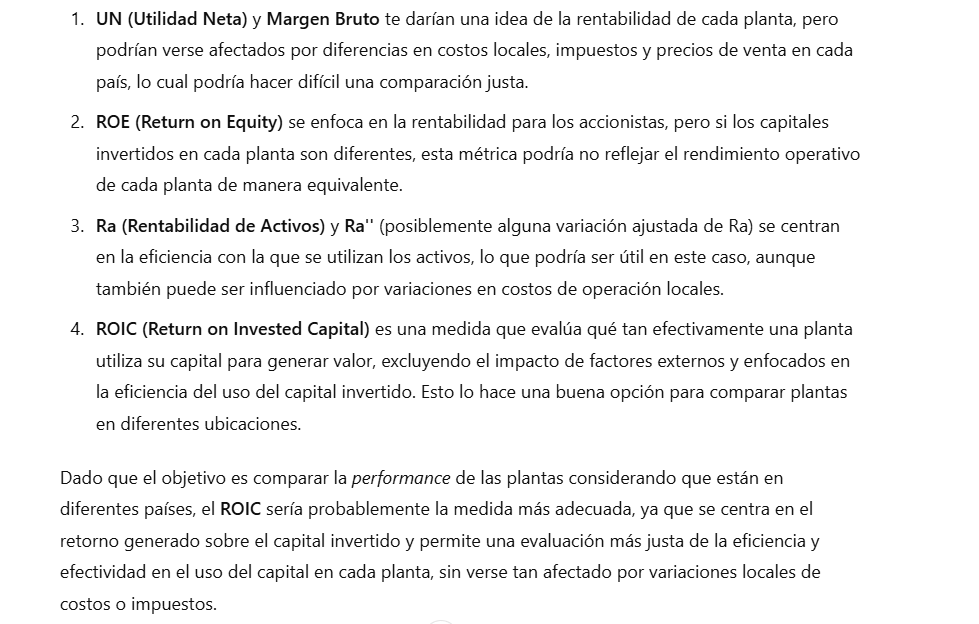 1. UN (Utilidad Neta) y Margen Bruto te darían una idea de la rentabilidad de cada planta, pero
podrían verse afectados por diferencias en costos locales, impuestos y precios de venta en cada
país, lo cual podría hacer difícil una comparación justa.
2. ROE (Return on Equity) se enfoca en la rentabilidad para los accionistas, pero si los capitales
invertidos en cada planta son diferentes, esta métrica podría no reflejar el rendimiento operativo
de cada planta de manera equivalente.
3. Ra (Rentabilidad de Activos) y Ra'' (posiblemente alguna variación ajustada de Ra) se centran
en la eficiencia con la que se utilizan los activos, lo que podría ser útil en este caso, aunque
también puede ser influenciado por variaciones en costos de operación locales.
4. ROIC (Return on Invested Capital) es una medida que evalúa qué tan efectivamente una planta
utiliza su capital para generar valor, excluyendo el impacto de factores externos y enfocados en
la eficiencia del uso del capital invertido. Esto lo hace una buena opción para comparar plantas
en diferentes ubicaciones.
Dado que el objetivo es comparar la performance de las plantas considerando que están en
diferentes países, el ROIC sería probablemente la medida más adecuada, ya que se centra en el
retorno generado sobre el capital invertido y permite una evaluación más justa de la eficiencia y
efectividad en el uso del capital en cada planta, sin verse tan afectado por variaciones locales de
costos o impuestos.